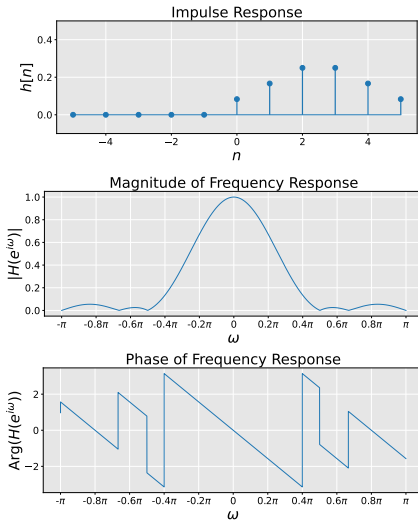 Impulse Response
0.4
0.2
0.0
h[n]
−4 −2 0 2 4
n
Magnitude of Frequency Response
1.0
0.8
0.6
0.4
0.2
0.0
|H(e^{iω})|
-π -0.8π -0.6π -0.4π -0.2π 0 0.2π 0.4π 0.6π 0.8π π
ω
Phase of Frequency Response
2
0
−2
Arg(H(e^{iω}))
-π -0.8π -0.6π -0.4π -0.2π 0 0.2π 0.4π 0.6π 0.8π π
ω